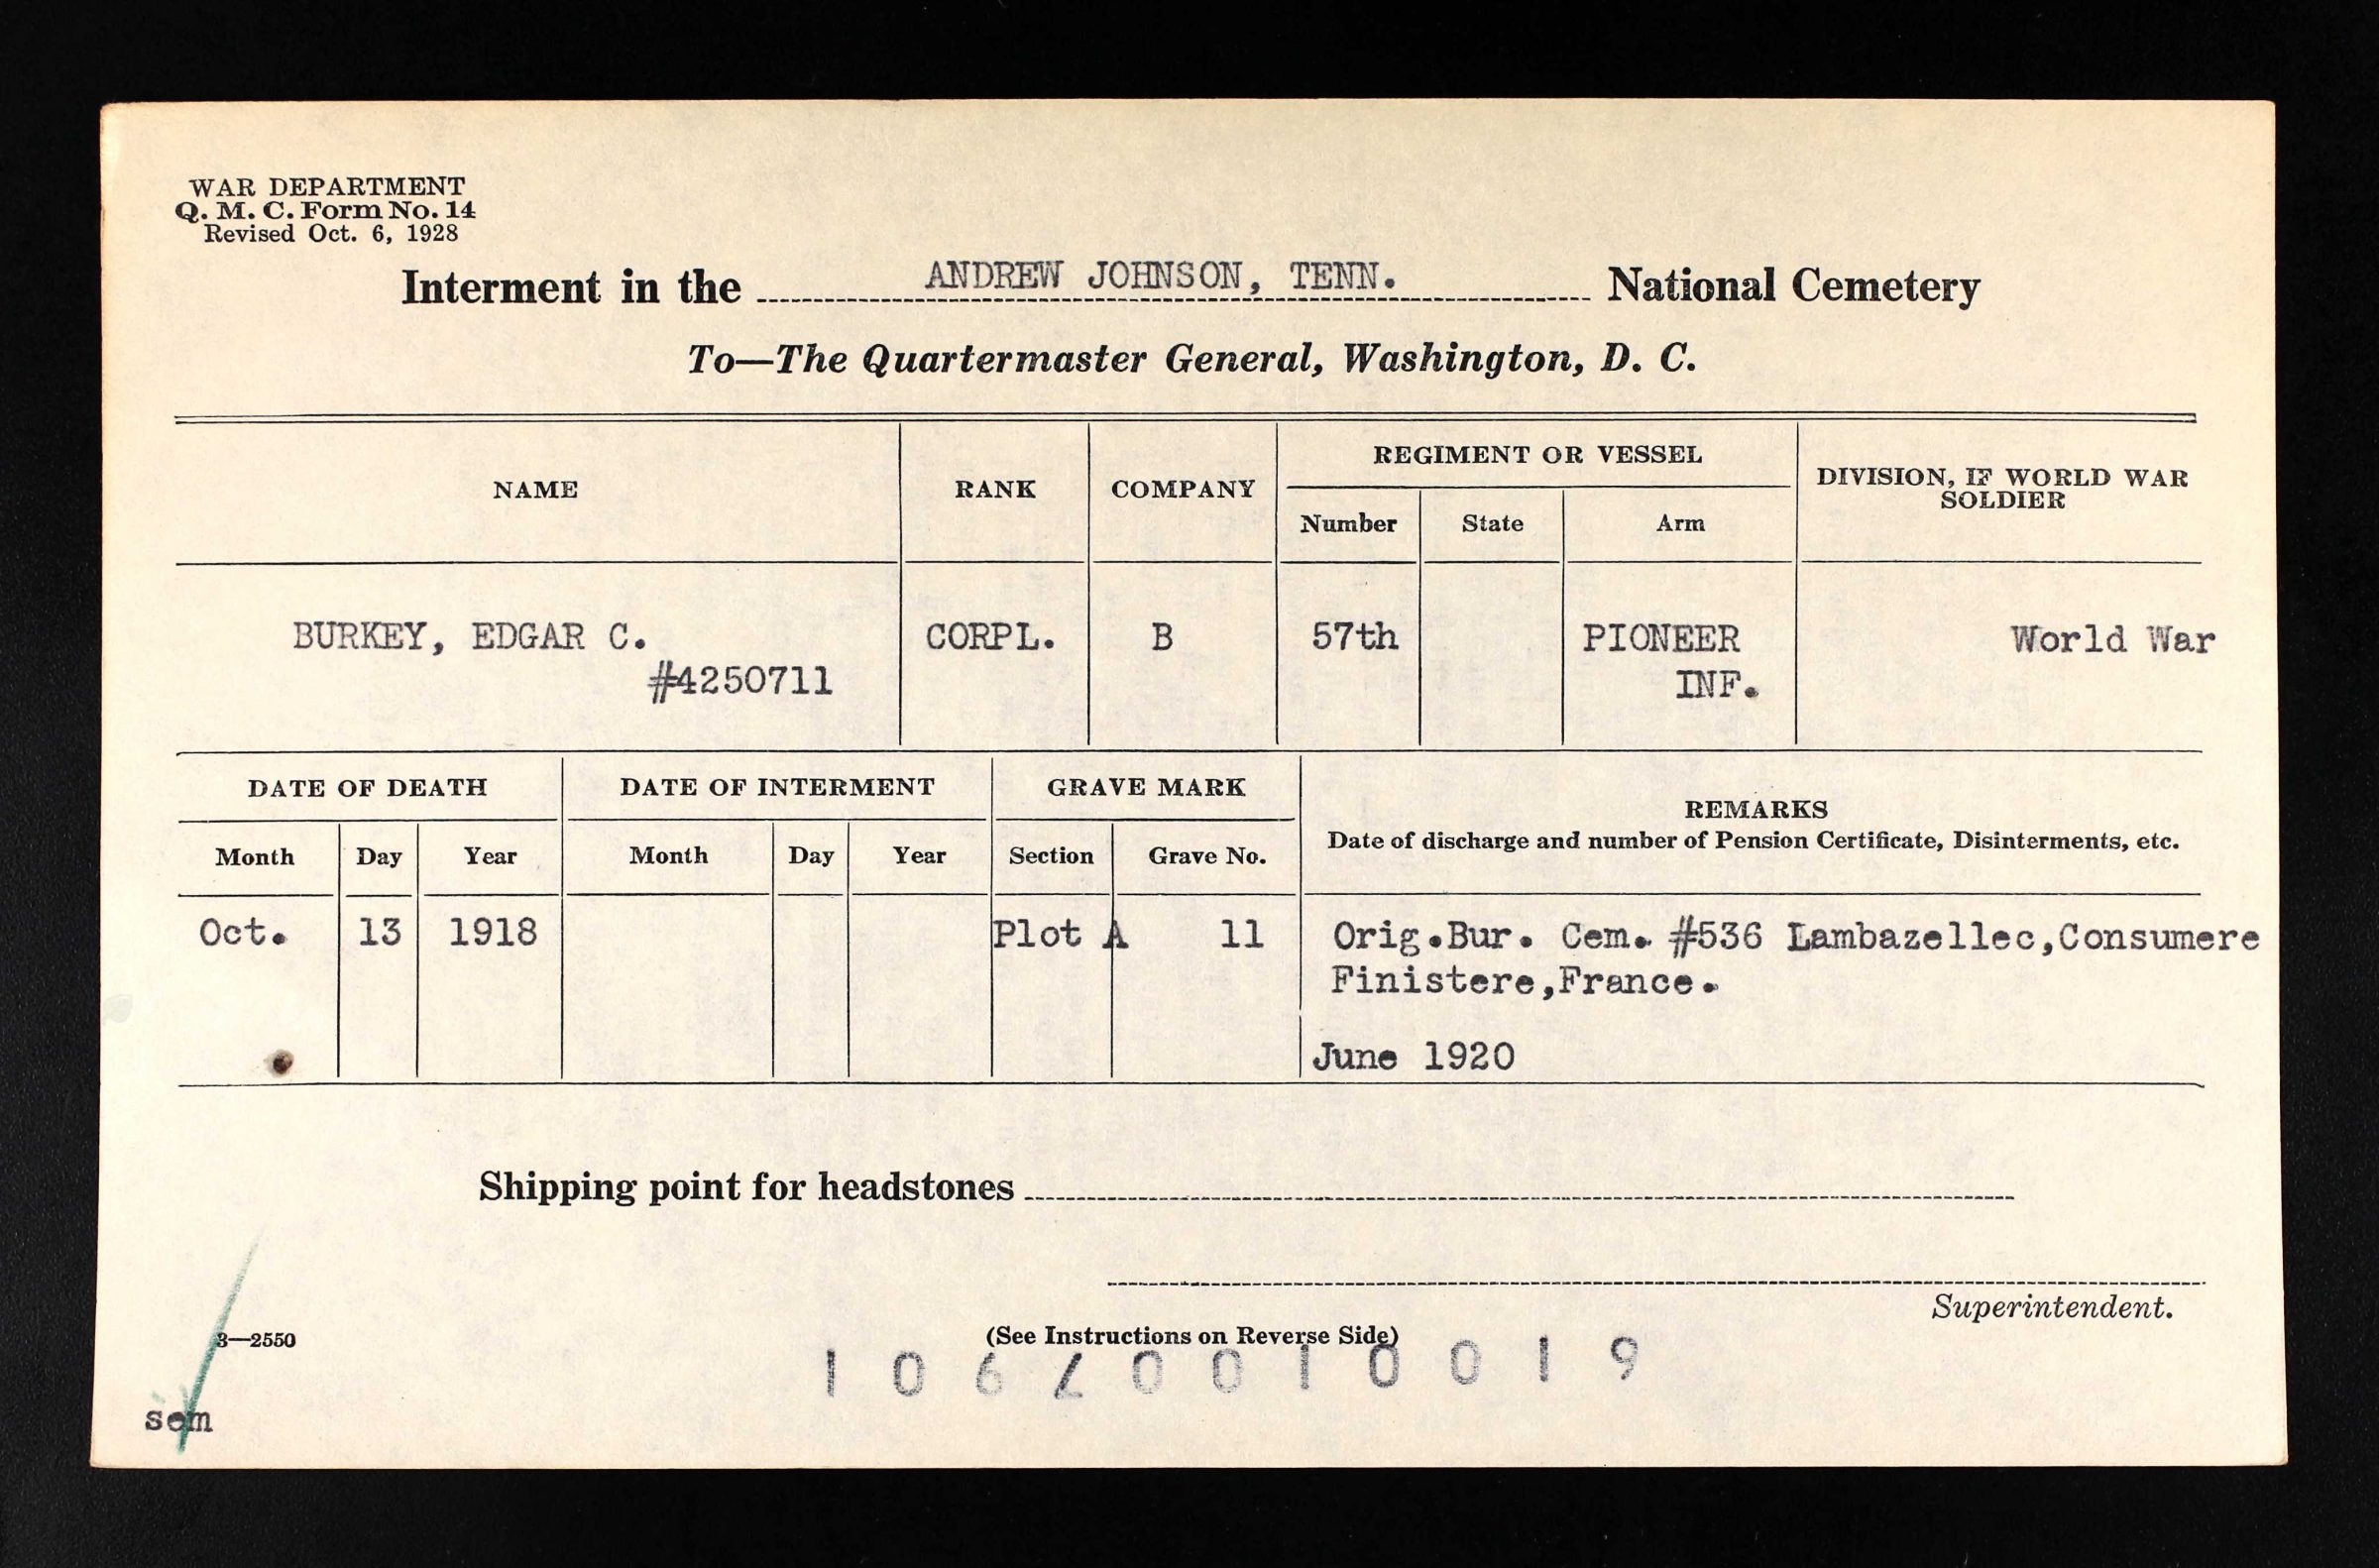 WAR DEPARTMENT
Q. M. C. Form No. 14
Revised Oct. 6, 1928
Interment in the ANDREW JOHNSON, TENN. National Cemetery
To—The Quartermaster General, Washington, D. C.
NAME
RANK
COMPANY
REGIMENT OR VESSEL
Number State Arm
DIVISION, IF WORLD WAR
SOLDIER
BURKEY, EDGAR C. CORPL. B 57th PIONEER World War
#4250711 INF.
DATE OF DEATH DATE OF INTERMENT GRAVE MARK
REMARKS
Date of discharge and number of Pension Certificate, Disinterments, etc.
Month Day Year Month Day Year Section Grave No.
Oct. 13 1918 Plot A 11 Orig.Bur. Cem. #536 Lambazellec,Consumere
Finistere,France.
June 1920
Shipping point for headstones
Superintendent.
3—2550
(See Instructions on Reverse Side)
sem